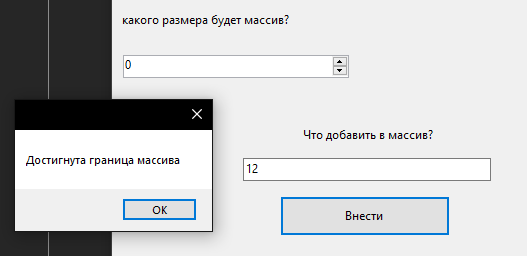 какого размера будет массив?
0
Достигнута граница массива
OK
Что добавить в массив?
12
Внести